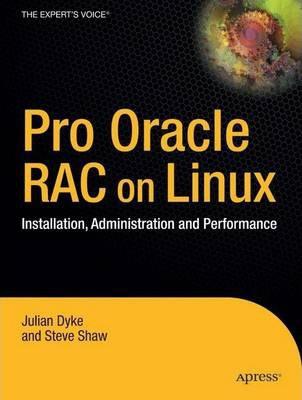 THE EXPERT'S VOICE®
Pro Oracle
RAC on Linux
Installation, Administration and Performance
Julian Dyke
and Steve Shaw
Apress®